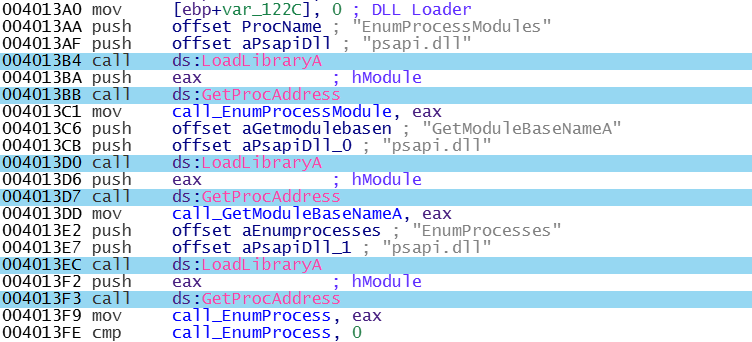 004013A0 mov [ebp+var_122C], 0 ; DLL Loader
004013AA push offset ProcName ; "EnumProcessModules"
004013AF push offset aPsapiDll ; "psapi.dll"
004013B4 call ds:LoadLibraryA
004013BA push eax ; hModule
004013BB call ds:GetProcAddress
004013C1 mov call_EnumProcessModule, eax
004013C6 push offset aGetmodulebasen ; "GetModuleBaseNameA"
004013CB push offset aPsapiDll_0 ; "psapi.dll"
004013D0 call ds:LoadLibraryA
004013D6 push eax ; hModule
004013D7 call ds:GetProcAddress
004013DD mov call_GetModuleBaseNameA, eax
004013E2 push offset aEnumprocesses ; "EnumProcesses"
004013E7 push offset aPsapiDll_1 ; "psapi.dll"
004013EC call ds:LoadLibraryA
004013F2 push eax ; hModule
004013F3 call ds:GetProcAddress
004013F9 mov call_EnumProcess, eax
004013FE cmp call_EnumProcess, 0